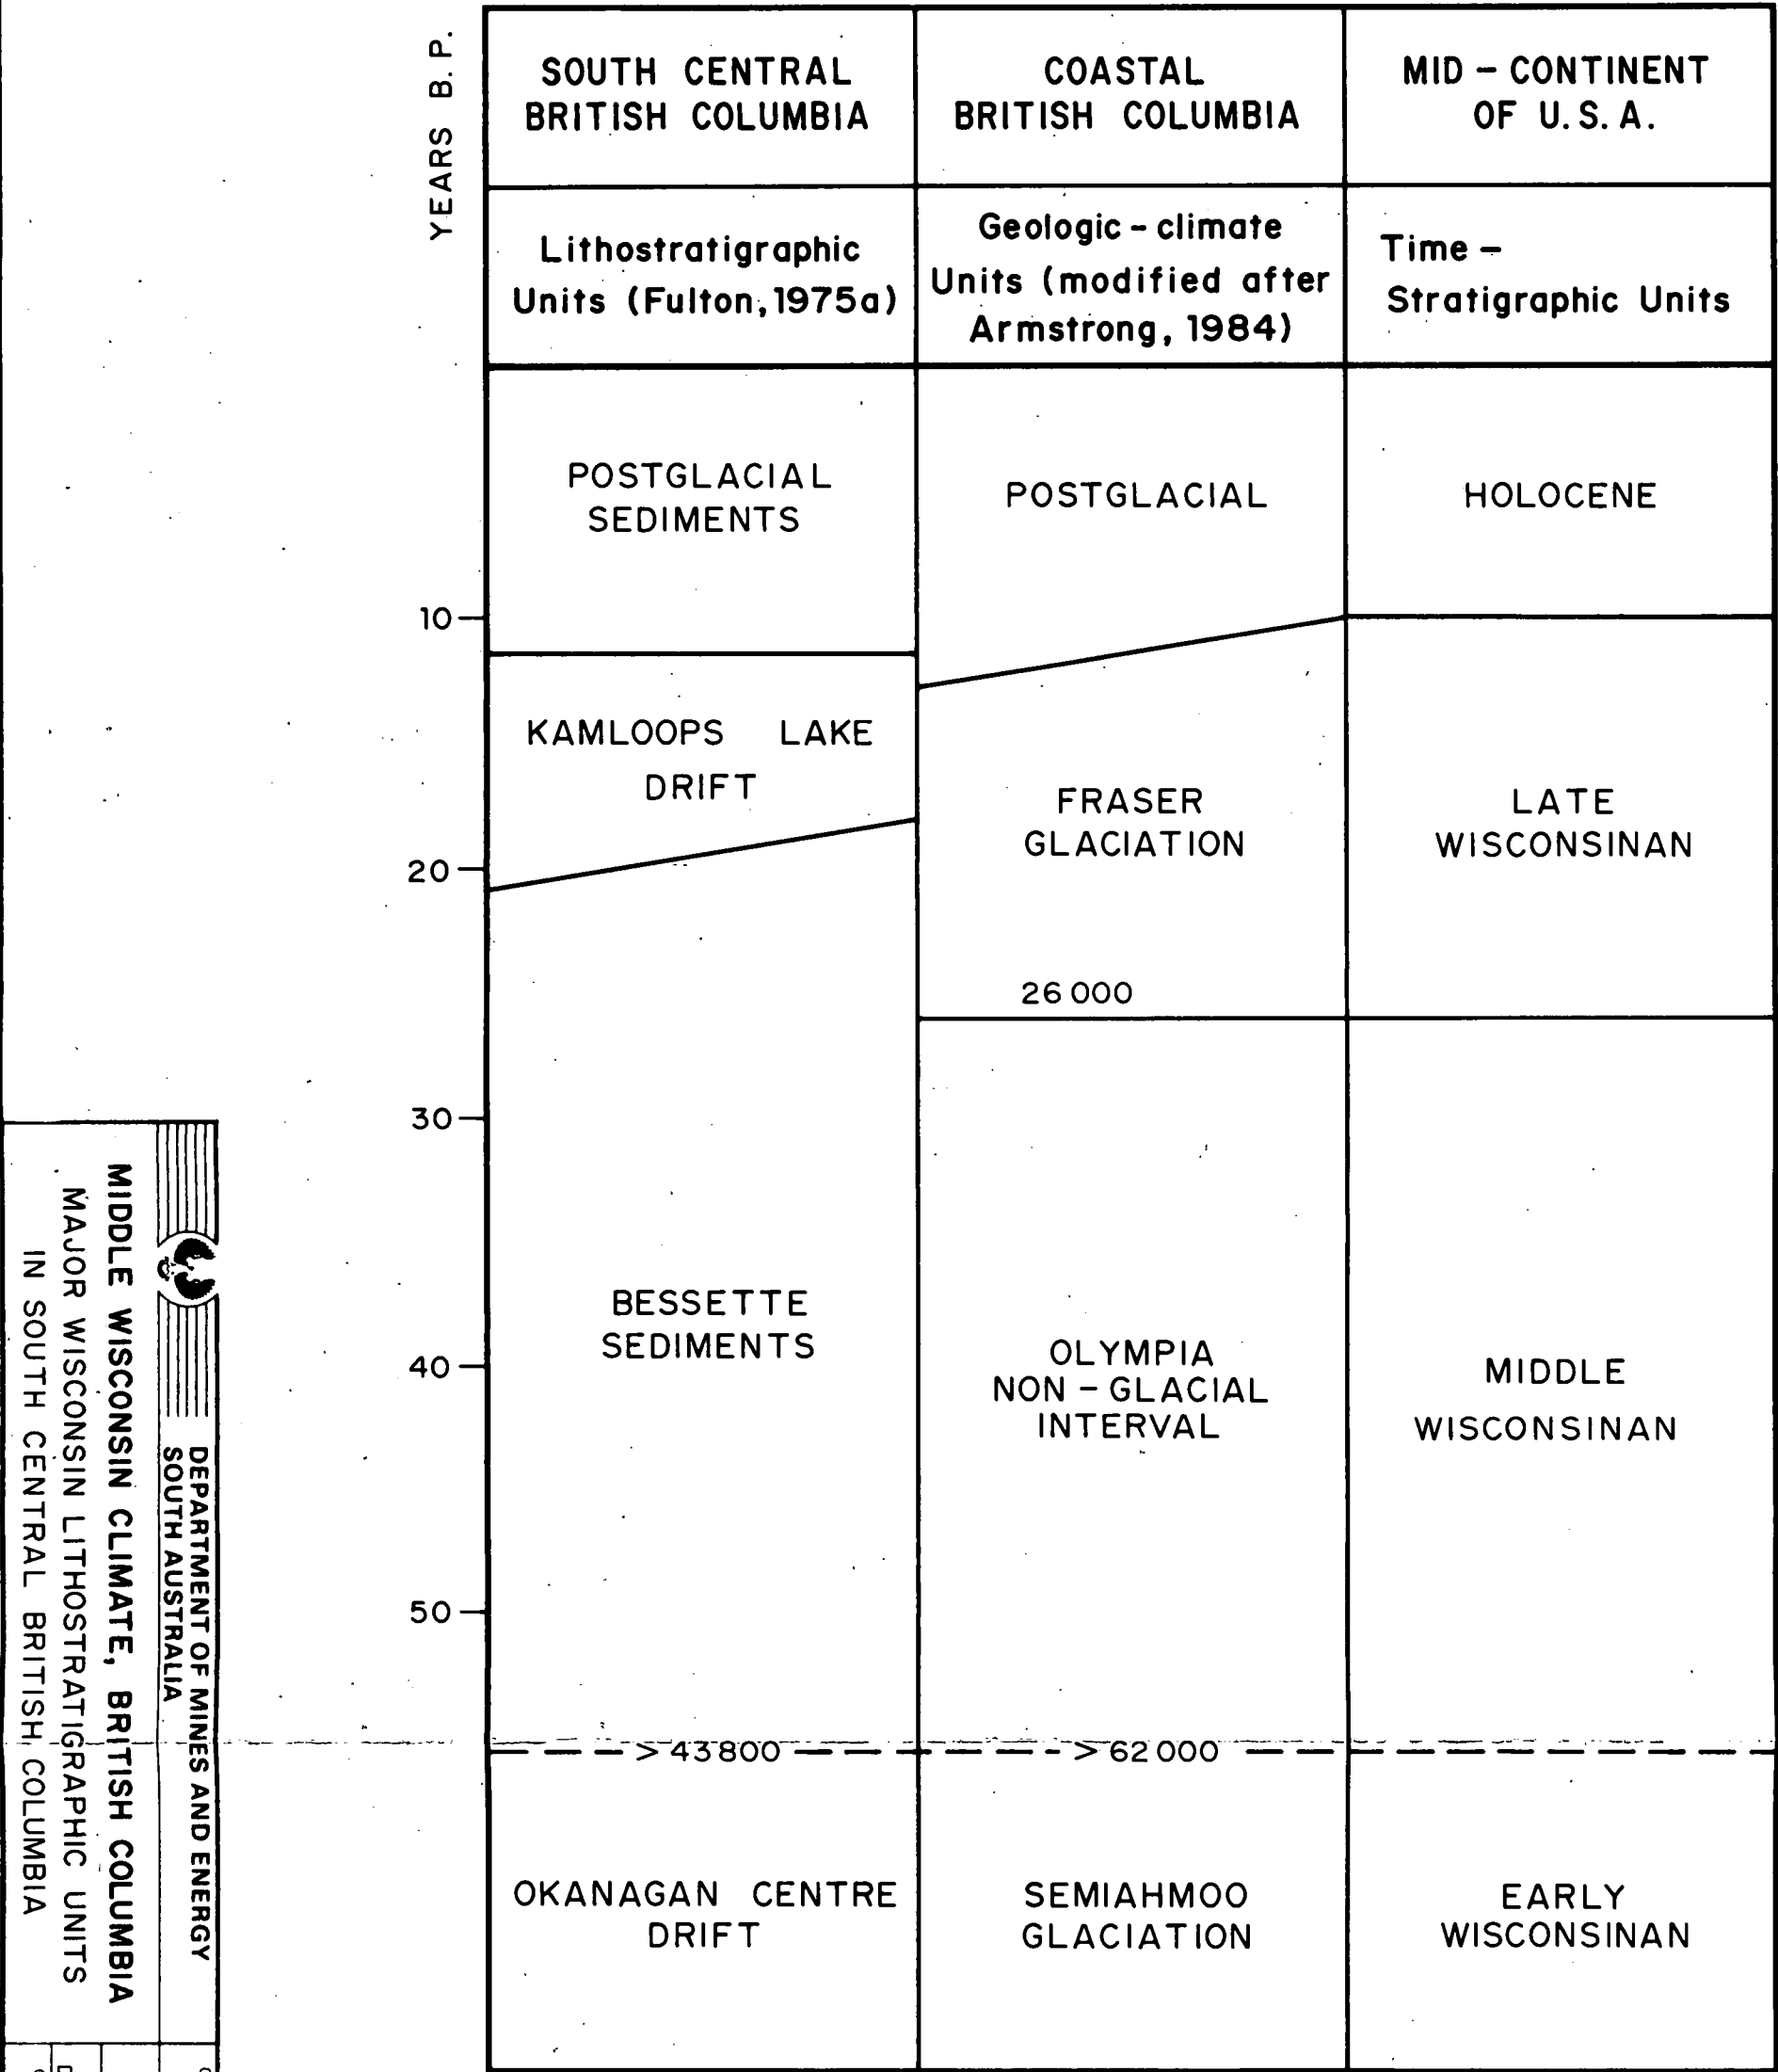 YEARS B. P.
SOUTH CENTRAL
BRITISH COLUMBIA
COASTAL
BRITISH COLUMBIA
MID – CONTINENT
OF U. S. A.
Lithostratigraphic
Units (Fulton, 1975a)
Geologic – climate
Units (modified after
Armstrong, 1984)
Time –
Stratigraphic Units
POSTGLACIAL
SEDIMENTS
POSTGLACIAL
HOLOCENE
10
KAMLOOPS LAKE
DRIFT
FRASER
GLACIATION
LATE
WISCONSINAN
20
26 000
30
BESSETTE
SEDIMENTS
OLYMPIA
NON – GLACIAL
INTERVAL
MIDDLE
WISCONSINAN
40
50
> 43 800
> 62 000
OKANAGAN CENTRE
DRIFT
SEMIAHMOO
GLACIATION
EARLY
WISCONSINAN
DEPARTMENT OF MINES AND ENERGY
SOUTH AUSTRALIA
MIDDLE WISCONSIN CLIMATE, BRITISH COLUMBIA
MAJOR WISCONSIN LITHOSTRATIGRAPHIC UNITS
IN SOUTH CENTRAL BRITISH COLUMBIA